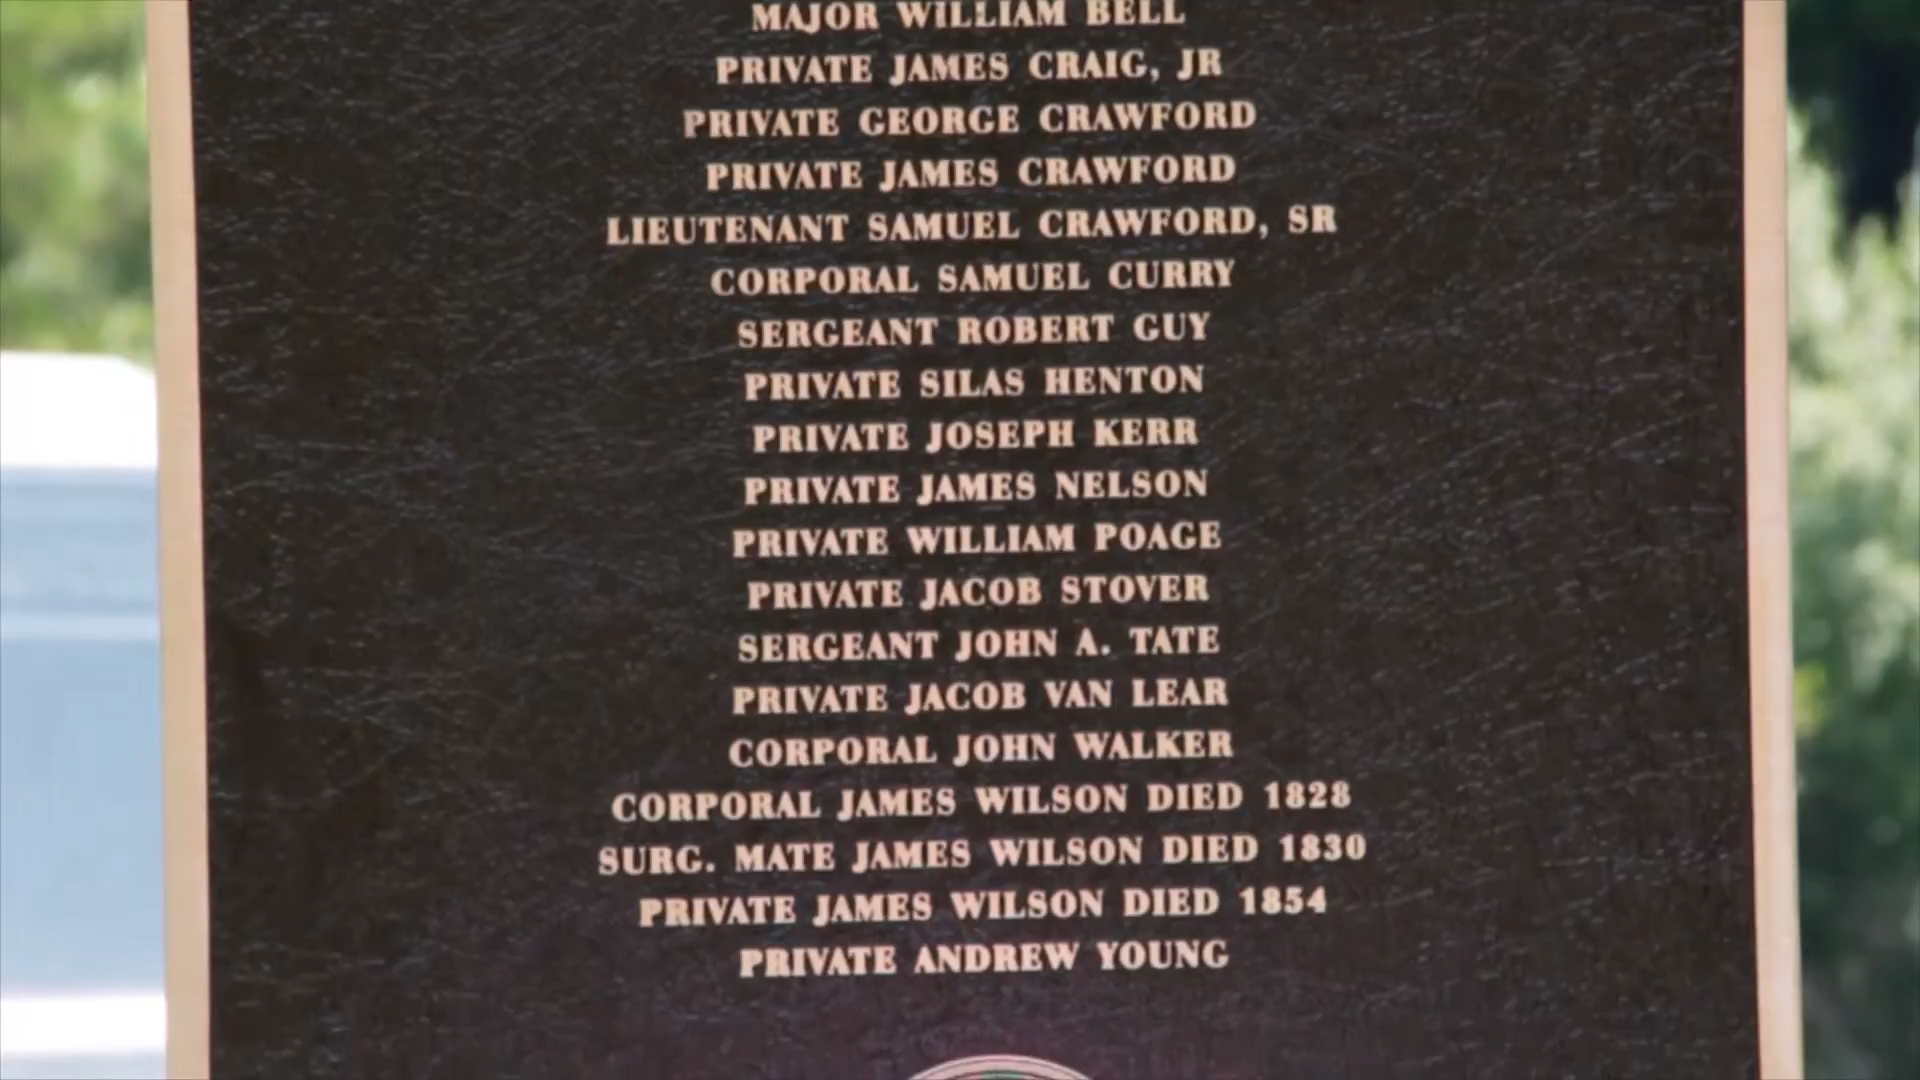 MAJOR WILLIAM BELL
PRIVATE JAMES CRAIG, JR
PRIVATE GEORGE CRAWFORD
PRIVATE JAMES CRAWFORD
LIEUTENANT SAMUEL CRAWFORD, SR
CORPORAL SAMUEL CURRY
SERGEANT ROBERT GUY
PRIVATE SILAS HENTON
PRIVATE JOSEPH KERR
PRIVATE JAMES NELSON
PRIVATE WILLIAM POAGE
PRIVATE JACOB STOVER
SERGEANT JOHN A. TATE
PRIVATE JACOB VAN LEAR
CORPORAL JOHN WALKER
CORPORAL JAMES WILSON DIED 1828
SURG. MATE JAMES WILSON DIED 1830
PRIVATE JAMES WILSON DIED 1854
PRIVATE ANDREW YOUNG